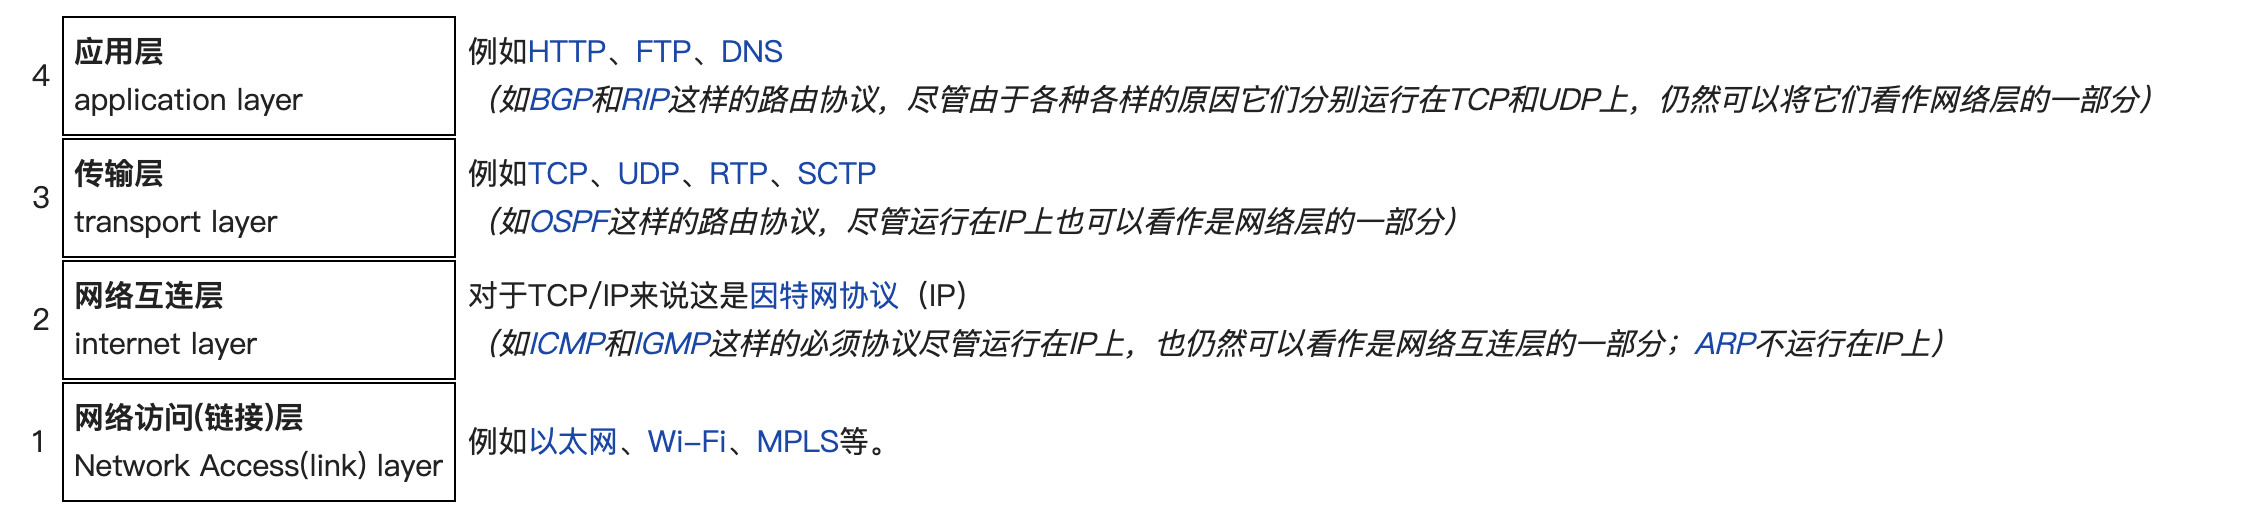 4
应用层
application layer
例如HTTP、FTP、DNS
（如BGP和RIP这样的路由协议，尽管由于各种各样的原因它们分别运行在TCP和UDP上，仍然可以将它们看作网络层的一部分）
3
传输层
transport layer
例如TCP、UDP、RTP、SCTP
（如OSPF这样的路由协议，尽管运行在IP上也可以看作是网络层的一部分）
2
网络互连层
internet layer
对于TCP/IP来说这是因特网协议（IP）
（如ICMP和IGMP这样的必须协议尽管运行在IP上，也仍然可以看作是网络互连层的一部分；ARP不运行在IP上）
1
网络访问(链接)层
Network Access(link) layer
例如以太网、Wi-Fi、MPLS等。